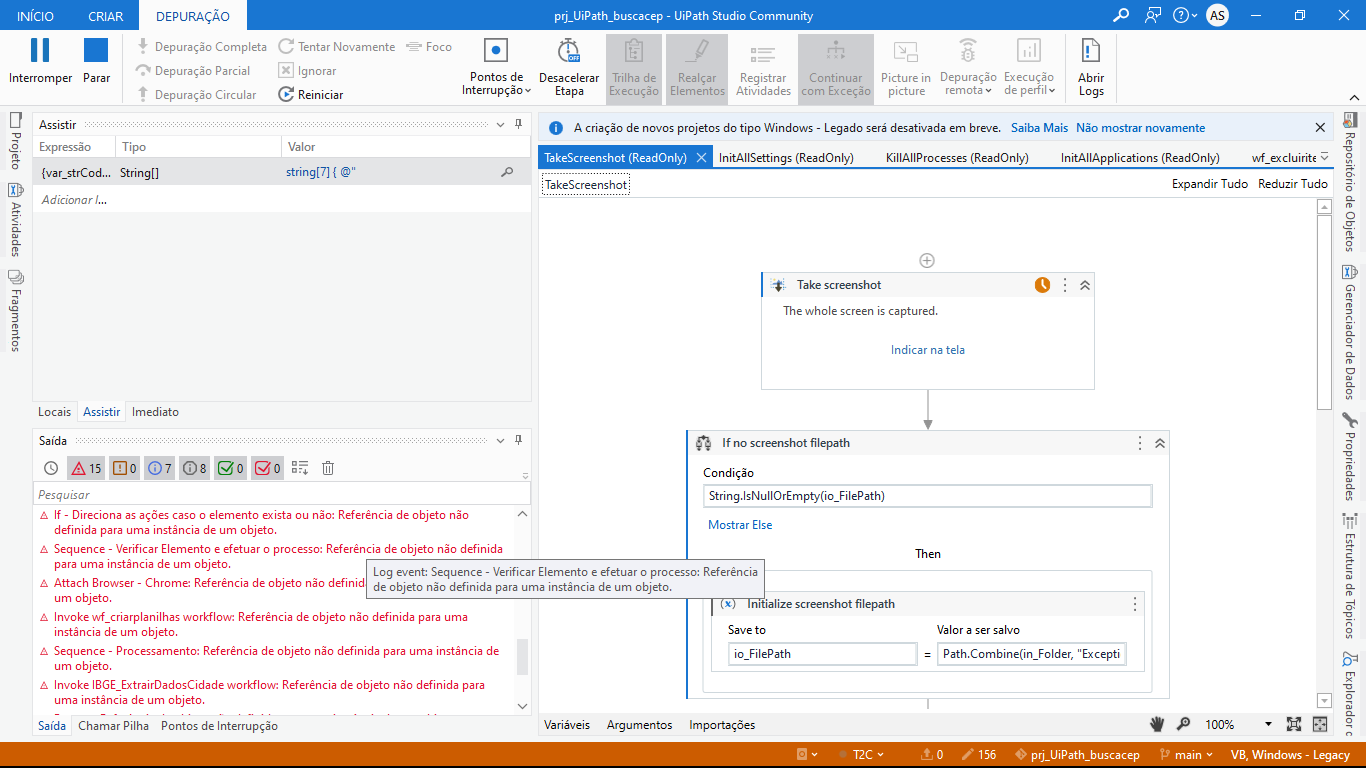 INÍCIO CRIAR DEPURAÇÃO prj_UiPath_buscacep - UiPath Studio Community AS
Interromper Parar
Depuração Completa
Depuração Parcial
Depuração Circular
Tentar Novamente
Ignorar
Reiniciar
Foco
Pontos de Interrupção
Desacelerar Etapa
Trilha de Execução
Realçar Elementos
Registrar Atividades
Continuar com Exceção
Picture in picture
Depuração remota
Execução de perfil
Abrir Logs
Projeto
Atividades
Fragmentos
Assistir
Expressão Tipo Valor
{var_strCod... String[] string[7] { @"
Adicionar I...
Locais Assistir Imediato
Saída
15 0 7 8 0 0
Pesquisar
If - Direciona as ações caso o elemento exista ou não: Referência de objeto não
definida para uma instância de um objeto.
Sequence - Verificar Elemento e efetuar o processo: Referência de objeto não definida
para uma instância de um objeto.
Attach Browser - Chrome: Referência de objeto não definid
um objeto.
Log event: Sequence - Verificar Elemento e efetuar o processo: Referência
de objeto não definida para uma instância de um objeto.
Invoke wf_criarplanilhas workflow: Referência de objeto não definida para uma
instância de um objeto.
Sequence - Processamento: Referência de objeto não definida para uma instância de
um objeto.
Invoke IBGE_ExtrairDadosCidade workflow: Referência de objeto não definida para
uma instância de um objeto.
Saída Chamar Pilha Pontos de Interrupção
A criação de novos projetos do tipo Windows - Legado será desativada em breve. Saiba Mais Não mostrar novamente
TakeScreenshot (ReadOnly) InitAllSettings (ReadOnly) KillAllProcesses (ReadOnly) InitAllApplications (ReadOnly) wf_excluirite
TakeScreenshot Expandir Tudo Reduzir Tudo
Take screenshot
The whole screen is captured.
Indicar na tela
If no screenshot filepath
Condição
String.IsNullOrEmpty(io_FilePath)
Mostrar Else
Then
Initialize screenshot filepath
Save to Valor a ser salvo
io_FilePath = Path.Combine(in_Folder, "Excepti
Variáveis Argumentos Importações 100%
Repositório de Objetos
Gerenciador de Dados
Propriedades
Estrutura de Tópicos
Explorador d
T2C 0 156 prj_UiPath_buscacep main VB, Windows - Legacy